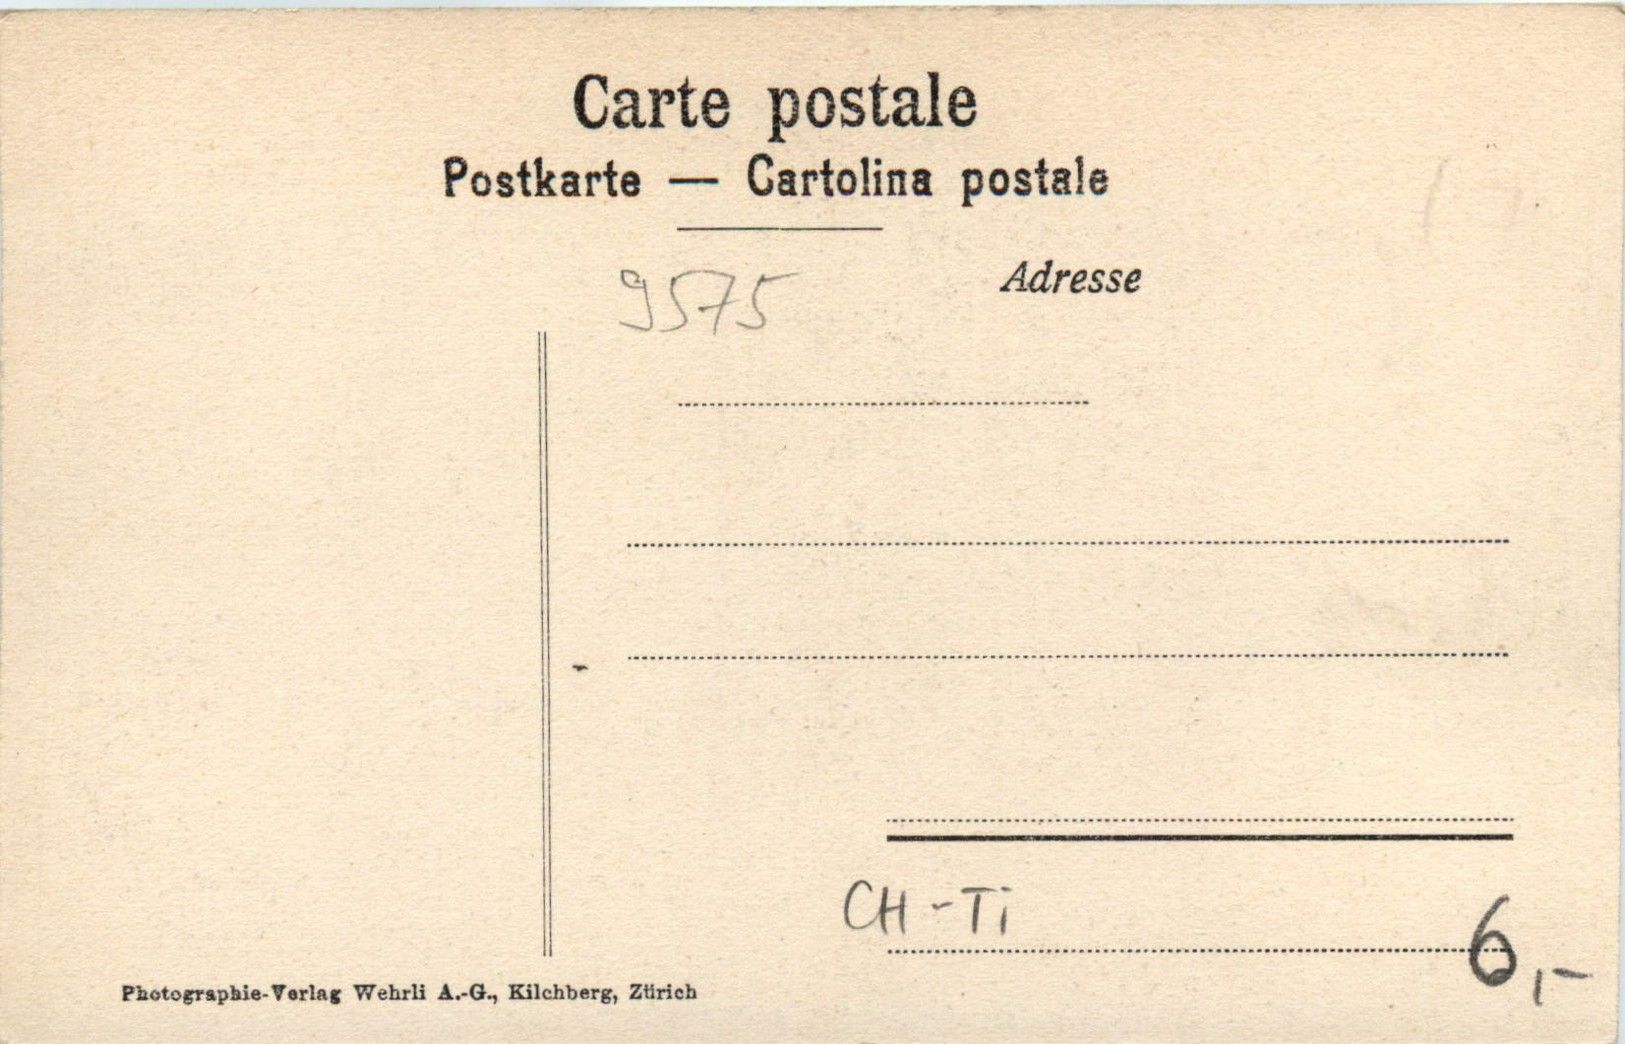 Carte postale
Postkarte — Cartolina postale
Adresse
9575
CH - Ti
6,-
Photographie-Verlag Wehrli A.-G., Kilchberg, Zürich